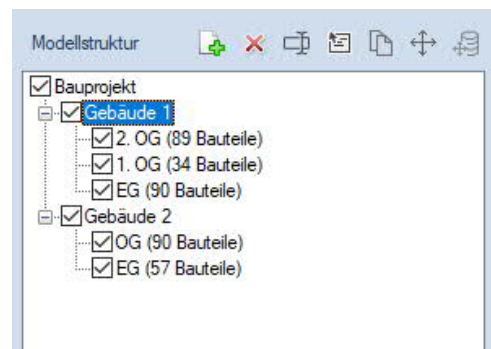 Modellstruktur
Bauprojekt
Gebäude 1
2. OG (89 Bauteile)
1. OG (34 Bauteile)
EG (90 Bauteile)
Gebäude 2
OG (90 Bauteile)
EG (57 Bauteile)